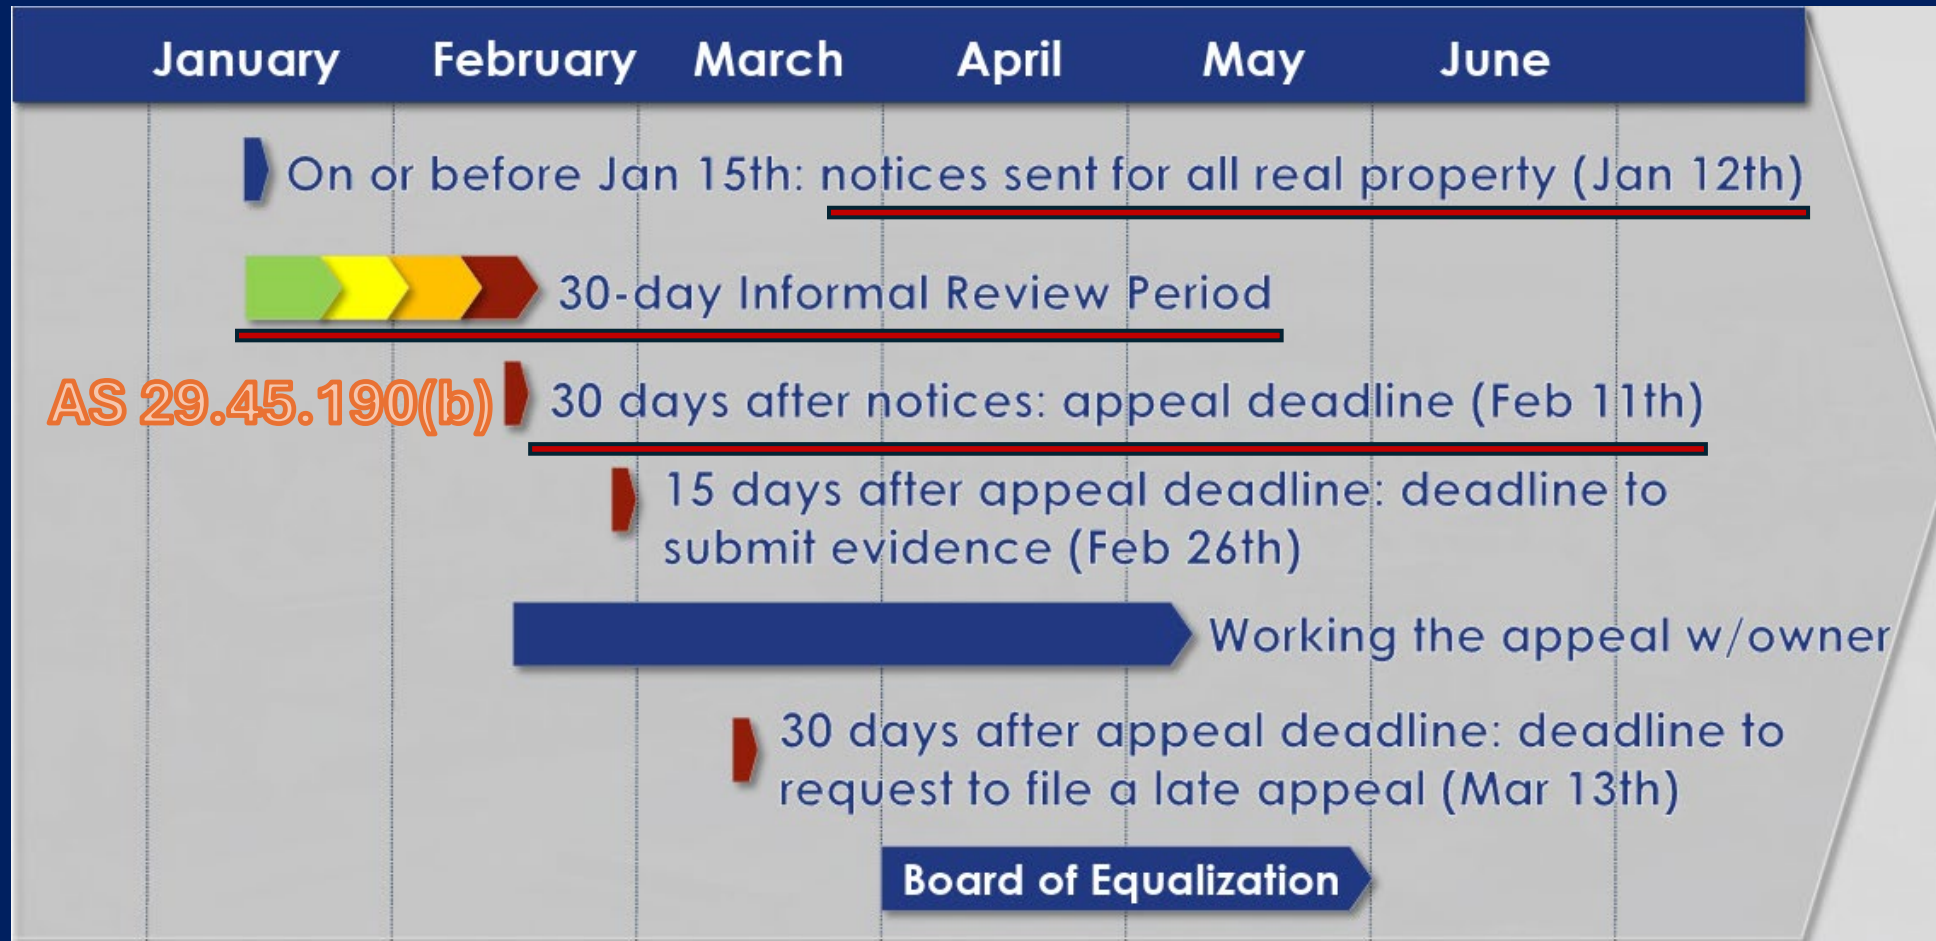 January February March April May June
On or before Jan 15th: notices sent for all real property (Jan 12th)
30-day Informal Review Period
AS 29.45.190(b)
30 days after notices: appeal deadline (Feb 11th)
15 days after appeal deadline: deadline to
submit evidence (Feb 26th)
Working the appeal w/owner
30 days after appeal deadline: deadline to
request to file a late appeal (Mar 13th)
Board of Equalization